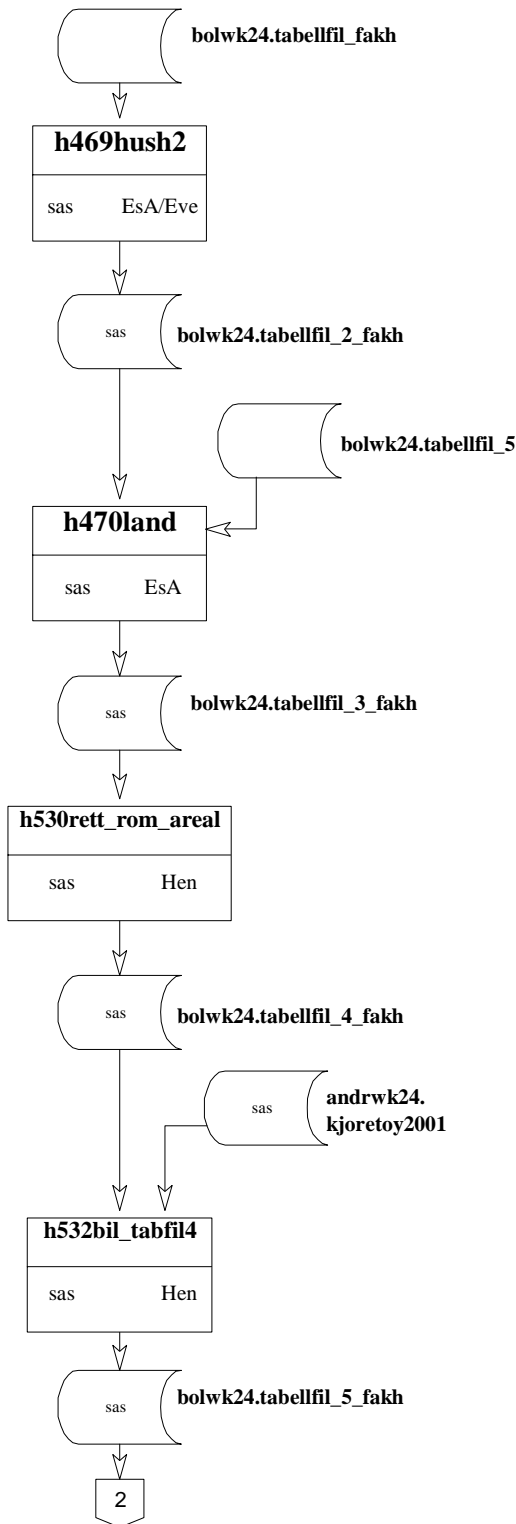 bolwk24.tabellfil_fakh
h469hush2
sas EsA/Eve
sas
bolwk24.tabellfil_2_fakh
bolwk24.tabellfil_5
h470land
sas EsA
sas
bolwk24.tabellfil_3_fakh
h530rett_rom_areal
sas Hen
sas
bolwk24.tabellfil_4_fakh
sas
andrwk24.
kjoretoy2001
h532bil_tabfil4
sas Hen
sas
bolwk24.tabellfil_5_fakh
2